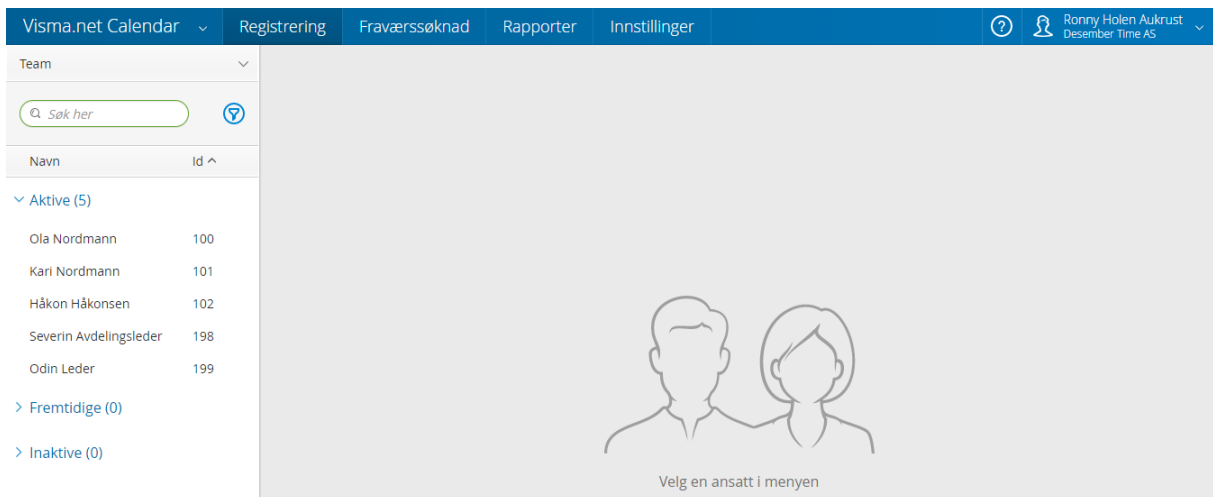 Visma.net Calendar Registrering Fraværssøknad Rapporter Innstillinger Ronny Holen Aukrust
Desember Time AS
Team
Søk her
Navn Id
Aktive (5)
Ola Nordmann 100
Kari Nordmann 101
Håkon Håkonsen 102
Severin Avdelingsleder 198
Odin Leder 199
Fremtidige (0)
Inaktive (0)
Velg en ansatt i menyen